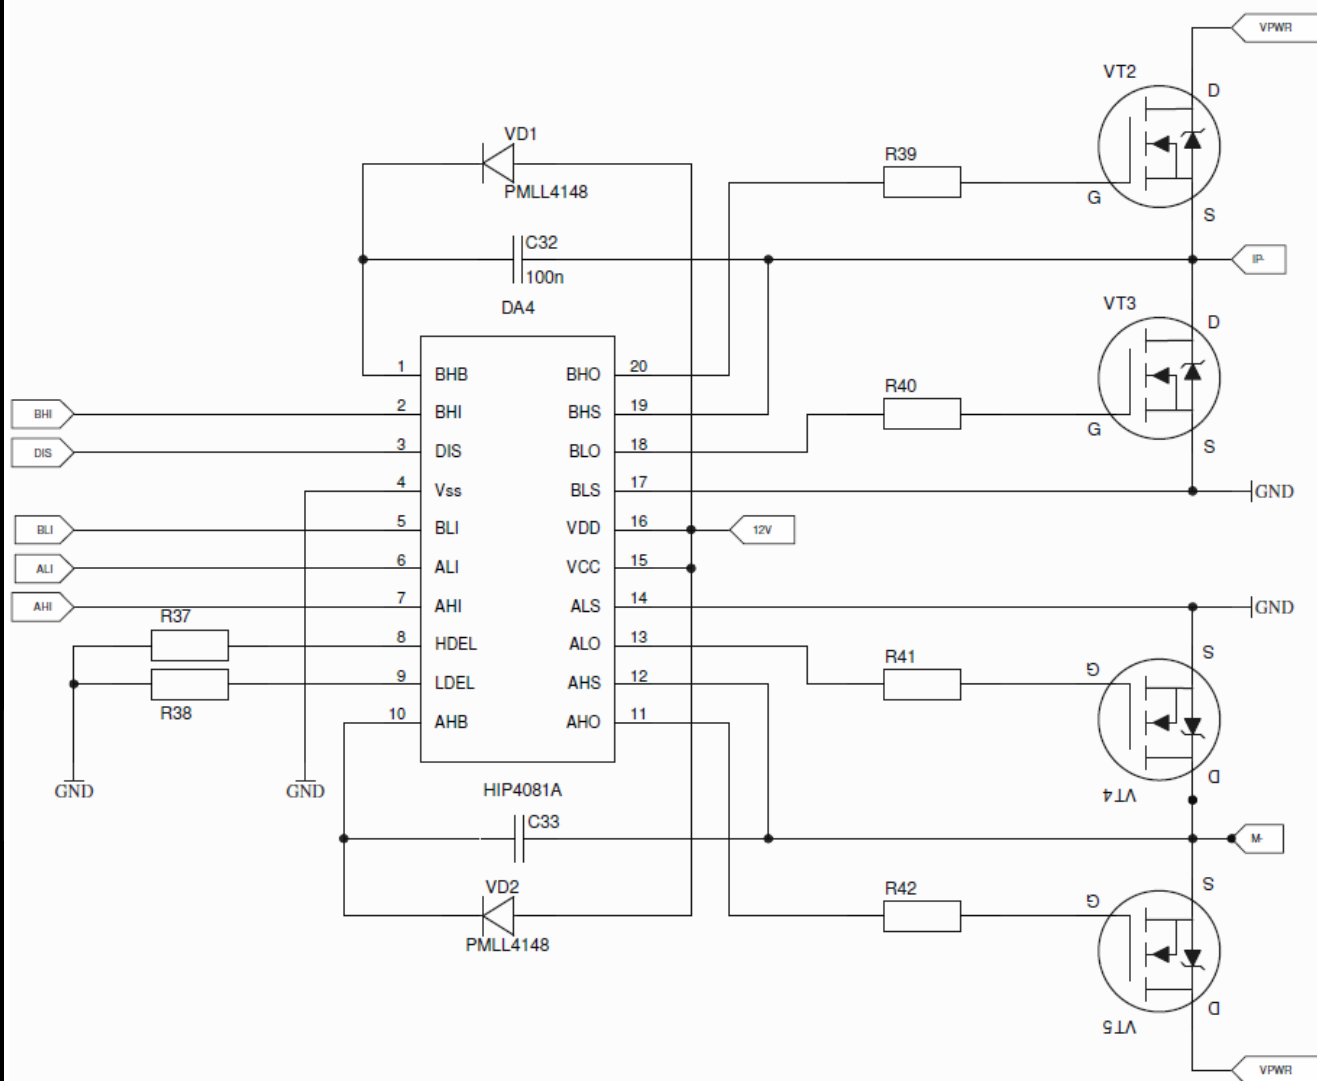 VPWR
VT2
D
VD1
R39
PMLL4148
G
S
C32
IP-
100n
DA4
VT3
D
1 BHB BHO 20
R40
BHI 2 BHI BHS 19
G
DIS 3 DIS BLO 18
S
4 Vss BLS 17 GND
BLI 5 BLI VDD 16 12V
ALI 6 ALI VCC 15
AHI 7 AHI ALS 14 GND
R37
8 HDEL ALO 13
R41
S
G
9 LDEL AHS 12
R38
10 AHB AHO 11
D
GND GND HIP4081A
VT4
C33
M-
VD2
R42
S
G
PMLL4148
D
VT5
VPWR